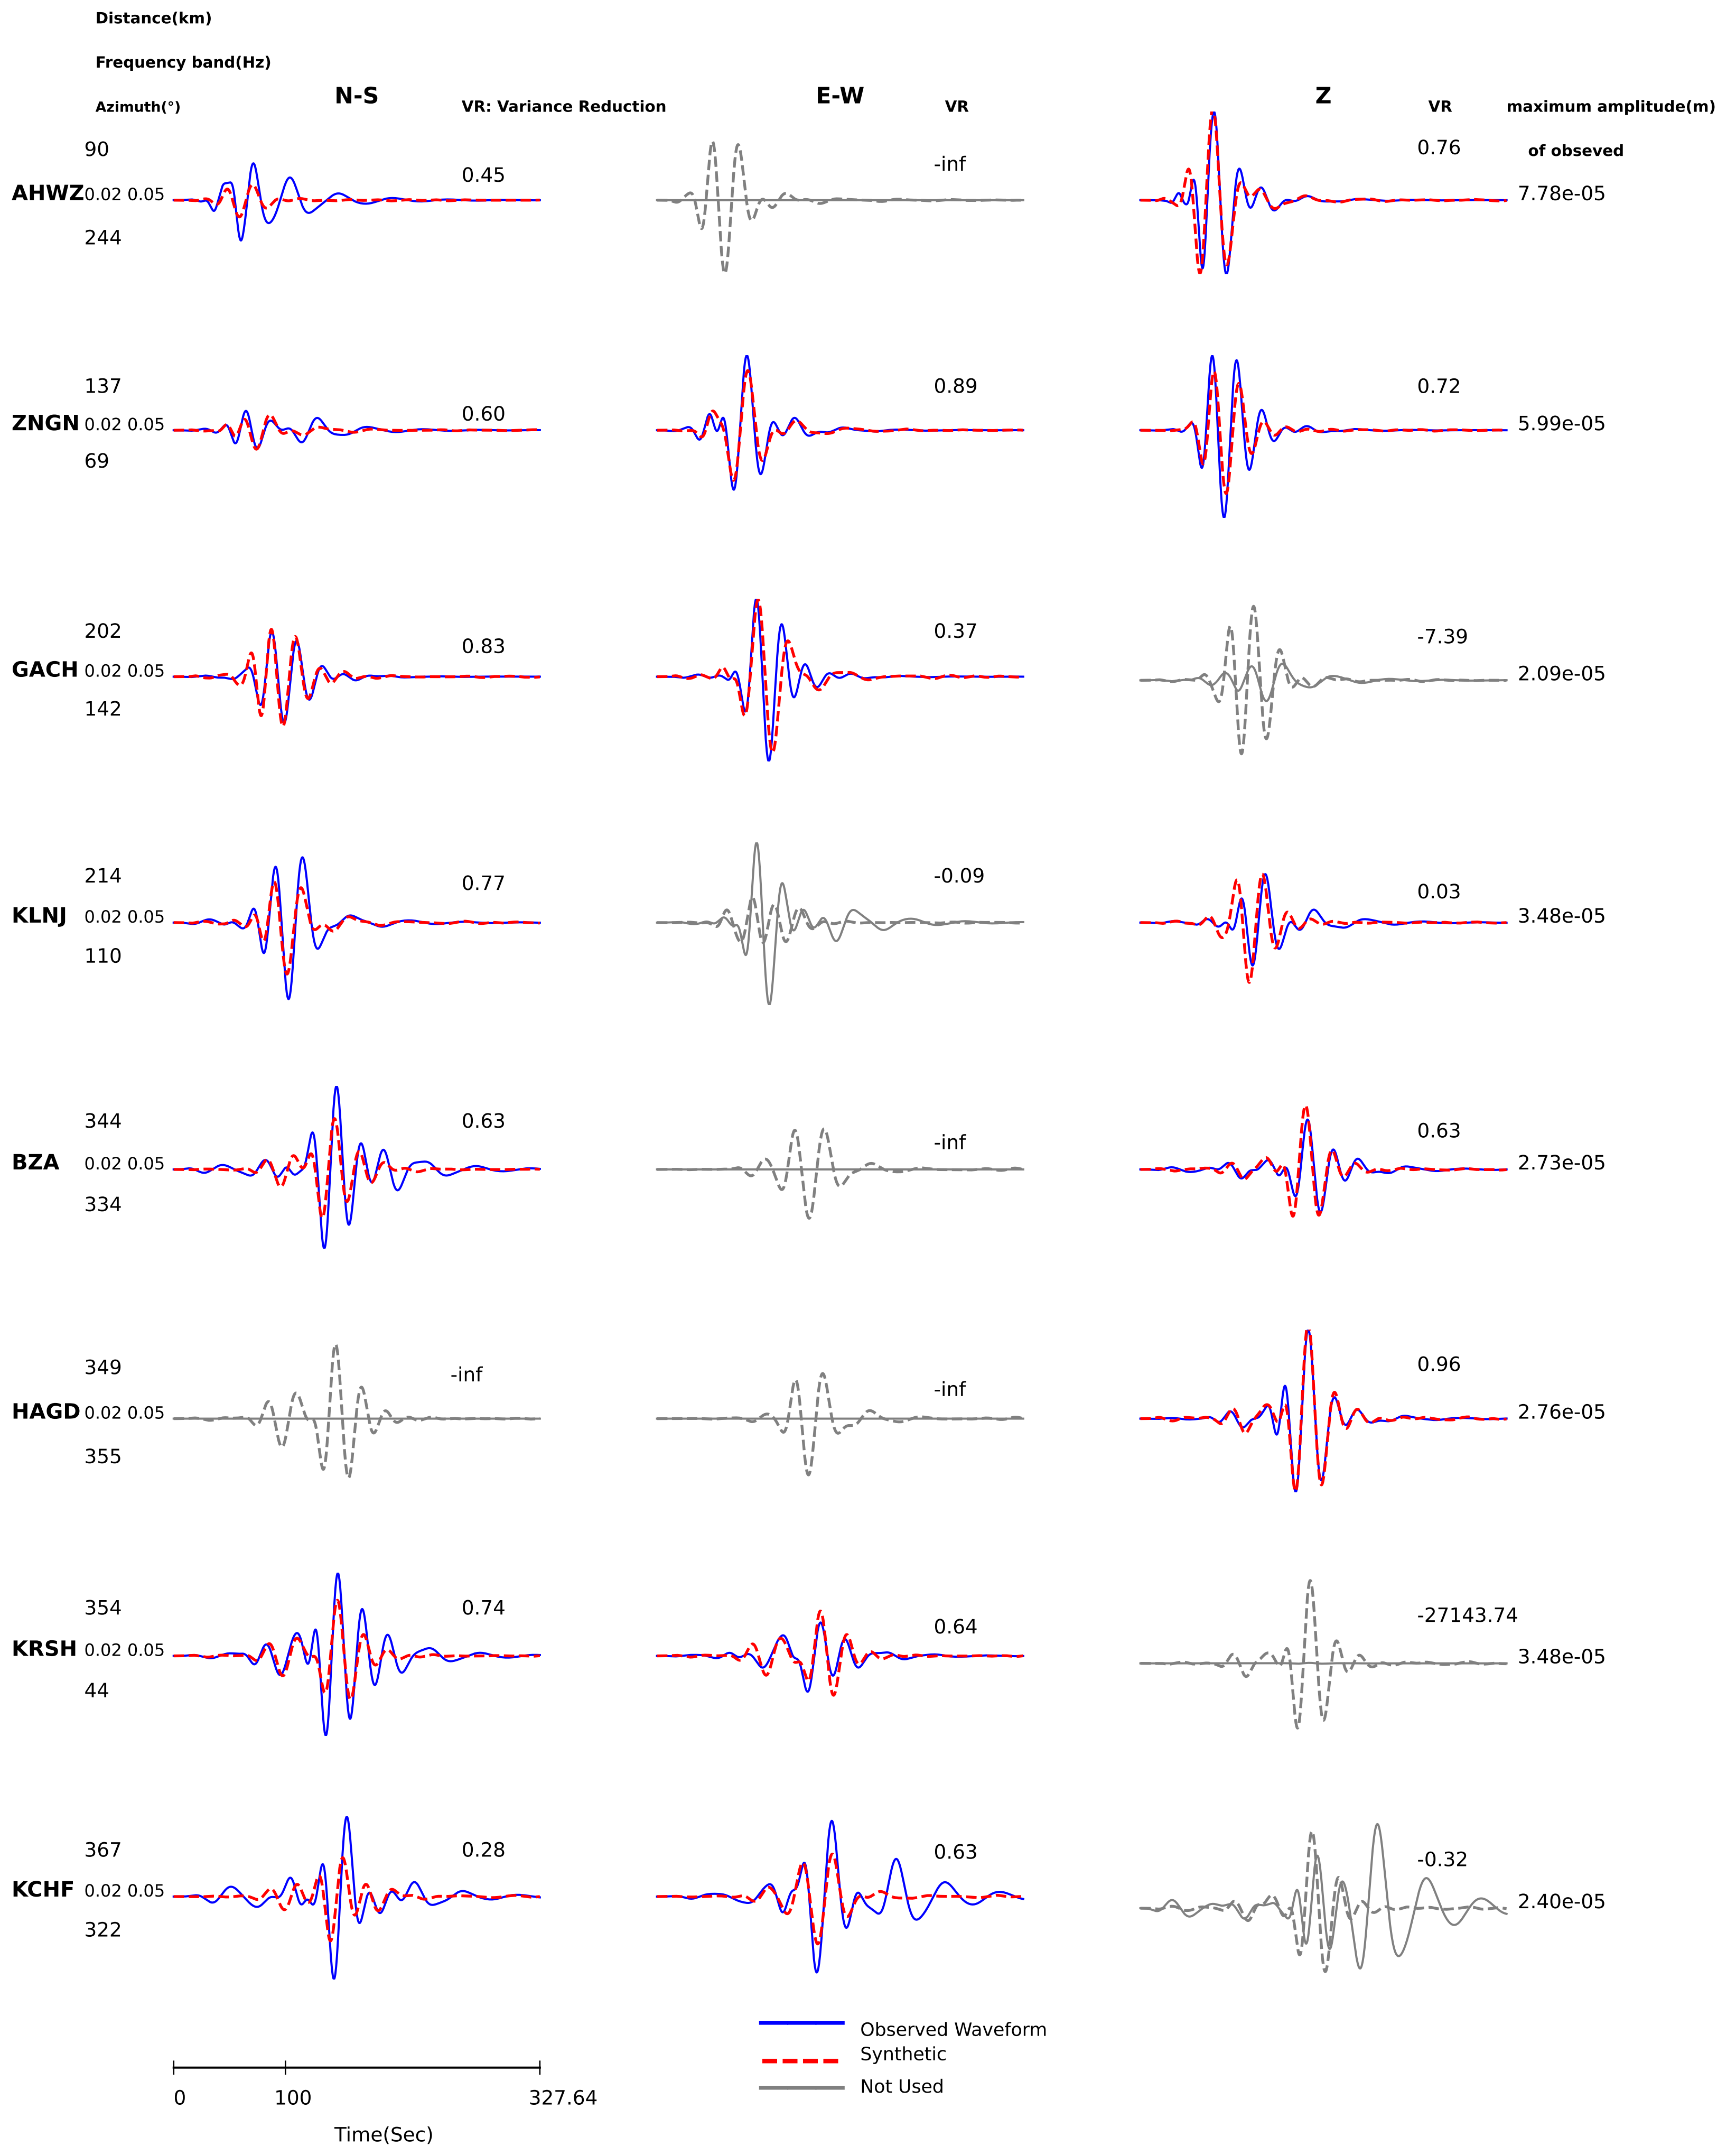 Distance(km)
Frequency band(Hz)
Azimuth(°)
N-S
VR: Variance Reduction
E-W
VR
Z
VR
maximum amplitude(m)
of obseved
90
AHWZ 0.02 0.05
244
0.45
-inf
0.76
7.78e-05
137
ZNGN 0.02 0.05
69
0.60
0.89
0.72
5.99e-05
202
GACH 0.02 0.05
142
0.83
0.37
-7.39
2.09e-05
214
KLNJ 0.02 0.05
110
0.77
-0.09
0.03
3.48e-05
344
BZA 0.02 0.05
334
0.63
-inf
0.63
2.73e-05
349
HAGD 0.02 0.05
355
-inf
-inf
0.96
2.76e-05
354
KRSH 0.02 0.05
44
0.74
0.64
-27143.74
3.48e-05
367
KCHF 0.02 0.05
322
0.28
0.63
-0.32
2.40e-05
Observed Waveform
Synthetic
Not Used
0 100 327.64
Time(Sec)